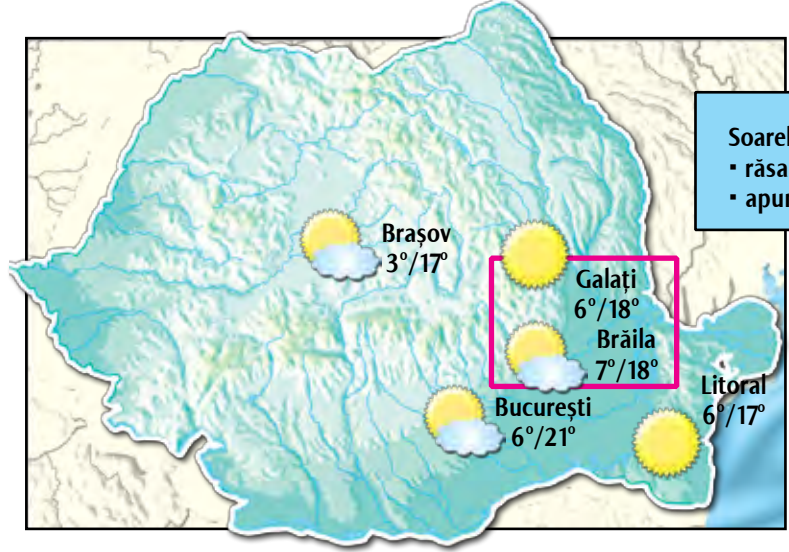 Soarel
▪ răsa
▪ apur
Brașov
3°/17°
Galați
6°/18°
Brăila
7°/18°
Litoral
6°/17°
București
6°/21°